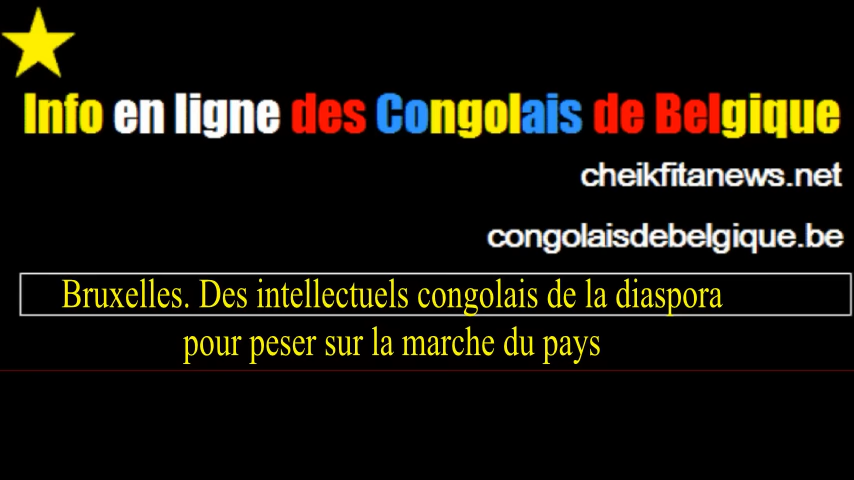 Info en ligne des Congolais de Belgique
cheikfitanews.net
congolaisdebelgique.be
Bruxelles. Des intellectuels congolais de la diaspora
pour peser sur la marche du pays